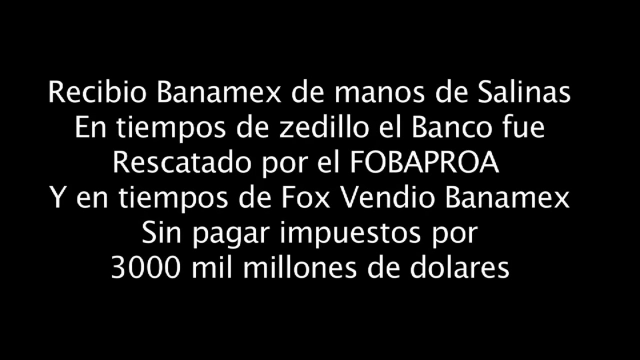 Recibio Banamex de manos de Salinas
En tiempos de zedillo el Banco fue
Rescatado por el FOBAPROA
Y en tiempos de Fox Vendio Banamex
Sin pagar impuestos por
3000 mil millones de dolares